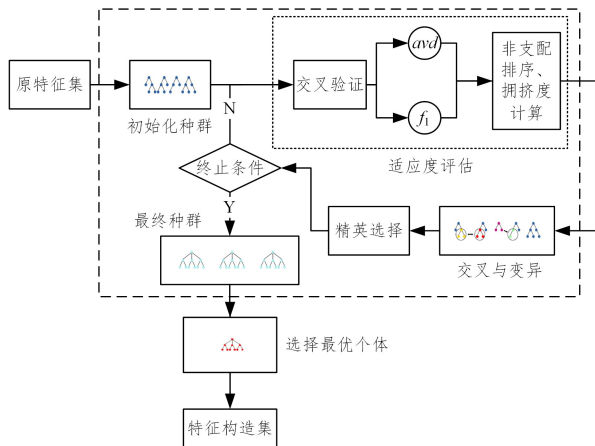 原特征集
初始化种群
N
交叉验证
avd
f1
非支配
排序、
拥挤度
计算
适应度评估
终止条件
Y
最终种群
精英选择
交叉与变异
选择最优个体
特征构造集